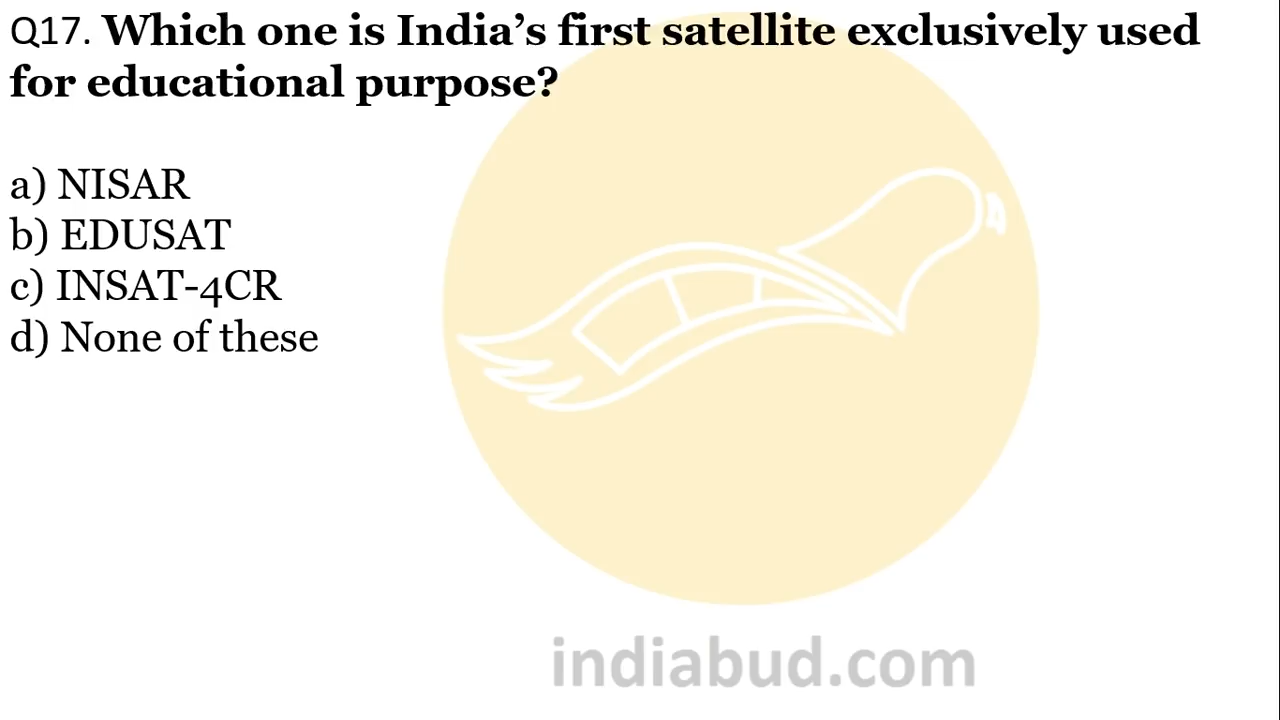 Q17. Which one is India’s first satellite exclusively used
for educational purpose?
a) NISAR
b) EDUSAT
c) INSAT-4CR
d) None of these
indiabud.com